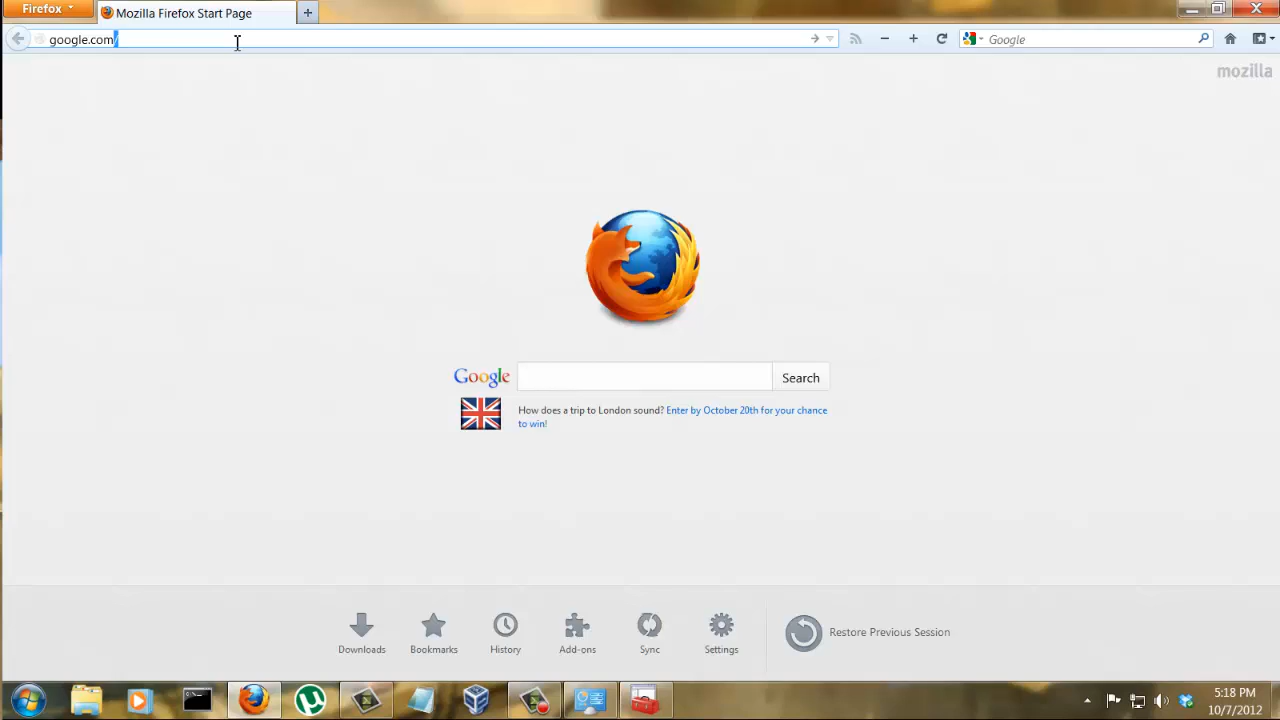 Firefox
Mozilla Firefox Start Page
google.com/
Google
mozilla
Google
Search
How does a trip to London sound? Enter by October 20th for your chance
to win!
Downloads
Bookmarks
History
Add-ons
Sync
Settings
Restore Previous Session
5:18 PM
10/7/2012